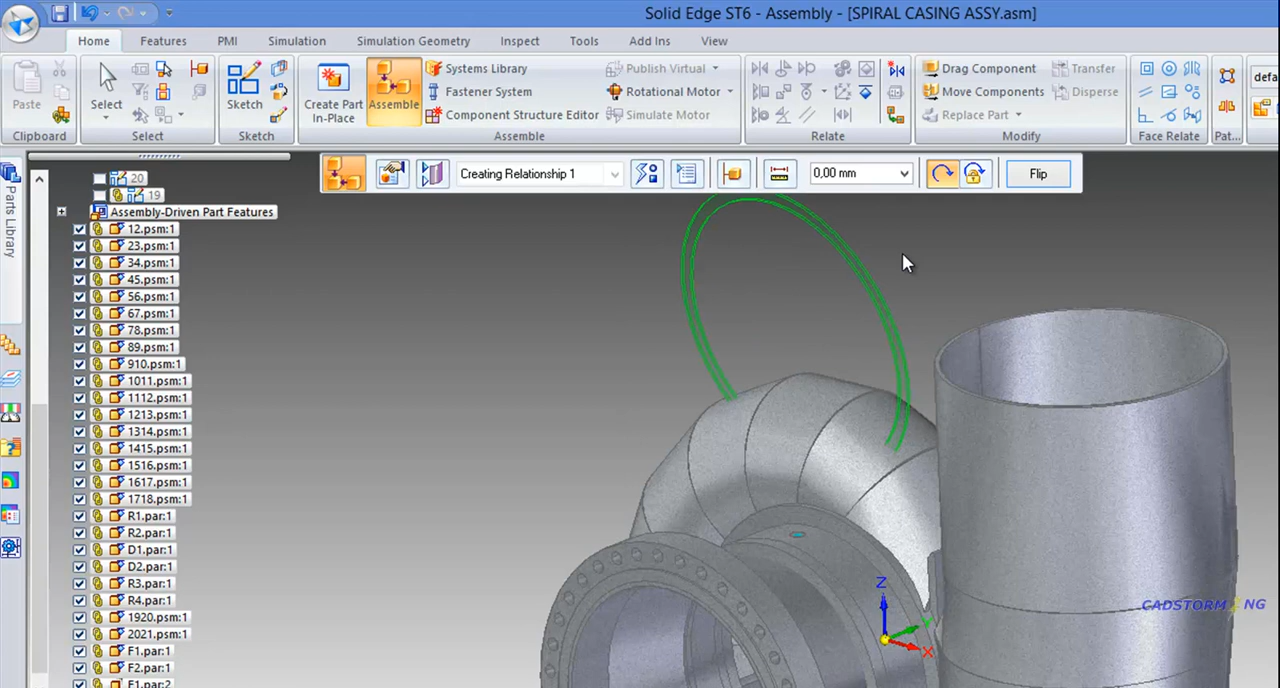 Solid Edge ST6 - Assembly - [SPIRAL CASING ASSY.asm]
Home Features PMI Simulation Simulation Geometry Inspect Tools Add Ins View
Paste
Clipboard
Select
Select
Sketch
Sketch
Create Part
In-Place
Assemble
Systems Library
Fastener System
Component Structure Editor
Publish Virtual
Rotational Motor
Simulate Motor
Assemble
Relate
Drag Component
Move Components
Replace Part
Transfer
Disperse
Modify
Face Relate
Pat...
defa
Creating Relationship 1
0,00 mm
Flip
Parts Library
20
19
Assembly-Driven Part Features
12.psm:1
23.psm:1
34.psm:1
45.psm:1
56.psm:1
67.psm:1
78.psm:1
89.psm:1
910.psm:1
1011.psm:1
1112.psm:1
1213.psm:1
1314.psm:1
1415.psm:1
1516.psm:1
1617.psm:1
1718.psm:1
R1.par:1
R2.par:1
D1.par:1
D2.par:1
R3.par:1
R4.par:1
1920.psm:1
2021.psm:1
F1.par:1
F2.par:1
F1.par:2
Z
Y
X
CADSTORMING